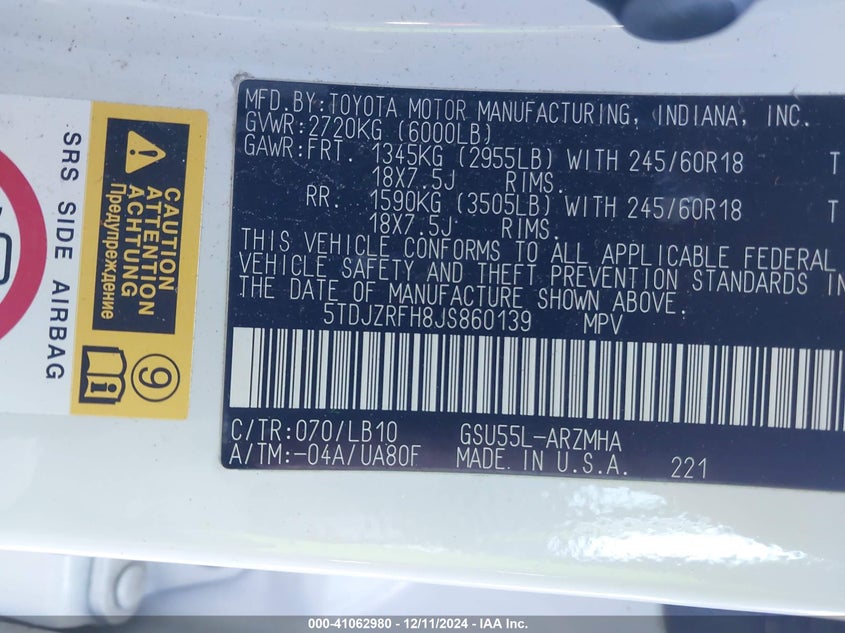 MFD.BY:TOYOTA MOTOR MANUFACTURING, INDIANA, INC.
GVWR:2720KG (6000LB)
GAWR:FRT. 1345KG (2955LB) WITH 245/60R18 T
18X7.5J RIMS.
RR. 1590KG (3505LB) WITH 245/60R18 T
18X7.5J RIMS.
THIS VEHICLE CONFORMS TO ALL APPLICABLE FEDERAL
VEHICLE SAFETY AND THEFT PREVENTION STANDARDS IN
THE DATE OF MANUFACTURE SHOWN ABOVE.
5TDJZRFH8JS860139 MPV
C/TR:070/LB10 GSU55L-ARZMHA
A/TM:-04A/UA80F MADE IN U.S.A. 221
SRS SIDE AIRBAG
CAUTION
ATTENTION
ACHTUNG
Предупреждение
i
9
000-41062980 - 12/11/2024 - IAA Inc.